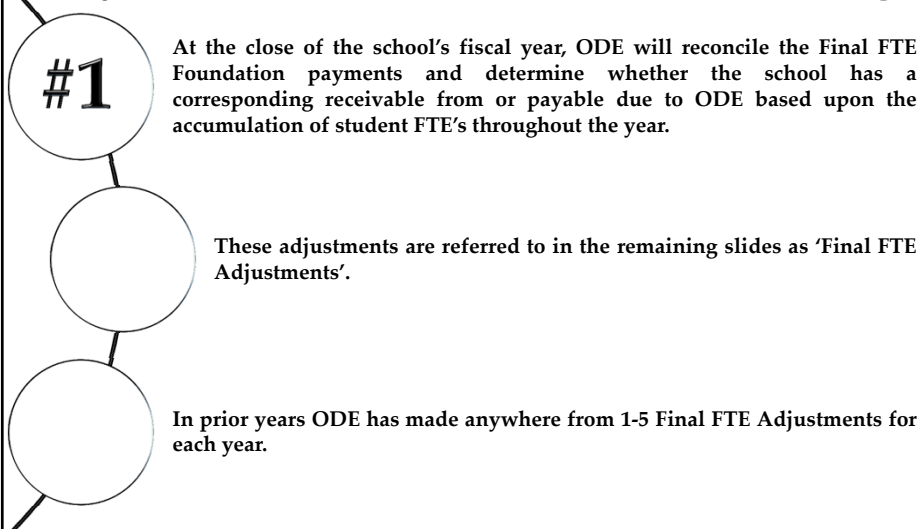 #1
At the close of the school's fiscal year, ODE will reconcile the Final FTE
Foundation payments and determine whether the school has a
corresponding receivable from or payable due to ODE based upon the
accumulation of student FTE's throughout the year.
These adjustments are referred to in the remaining slides as 'Final FTE
Adjustments'.
In prior years ODE has made anywhere from 1-5 Final FTE Adjustments for
each year.